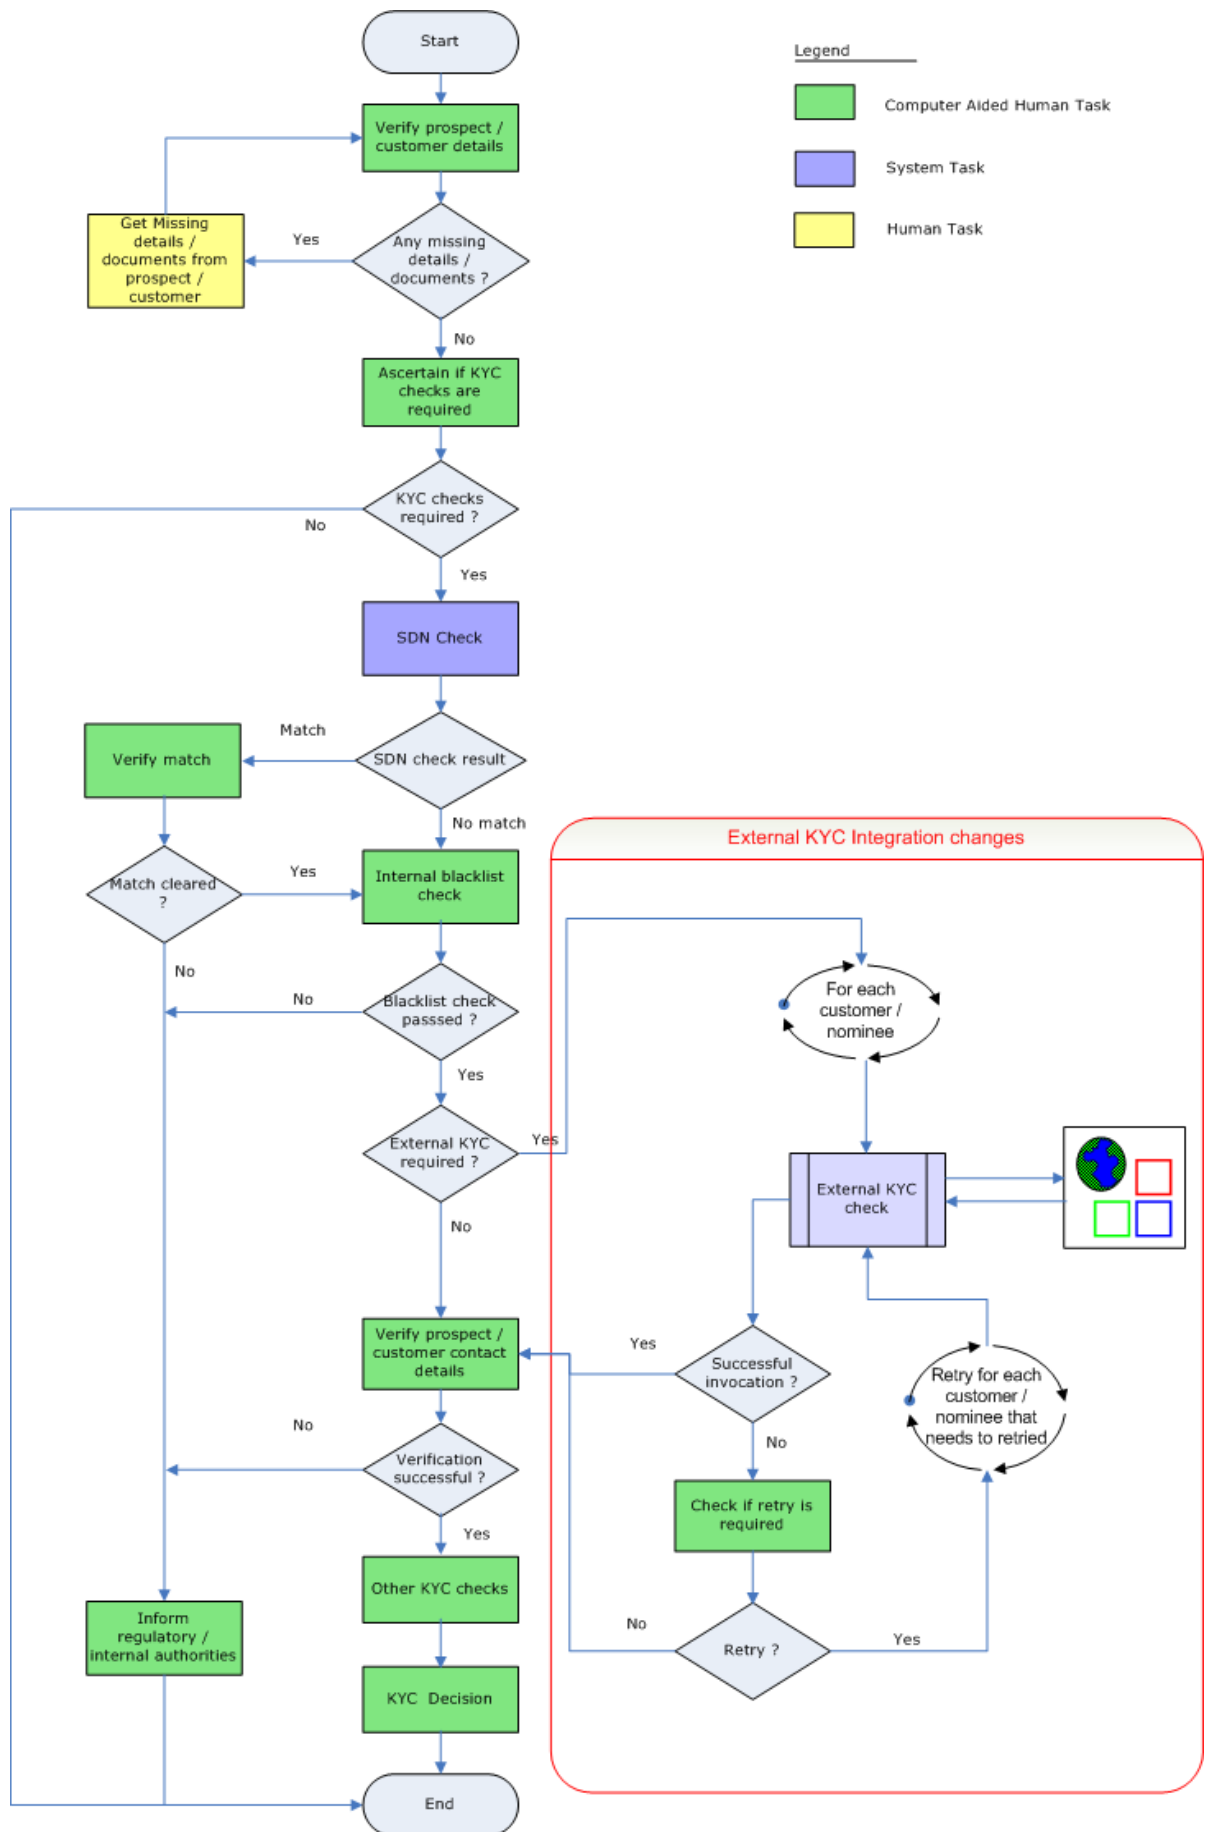 Start
Legend
Computer Aided Human Task
System Task
Human Task
Verify prospect /
customer details
Get Missing
details /
documents from
prospect /
customer
Yes
Any missing
details /
documents ?
No
Ascertain if KYC
checks are
required
KYC checks
required ?
No
Yes
SDN Check
Match
SDN check result
Verify match
No match
Match cleared
?
Yes
Internal blacklist
check
No
No
Blacklist check
passsed ?
Yes
External KYC
required ?
Yes
No
External KYC Integration changes
For each
customer /
nominee
External KYC
check
Verify prospect /
customer contact
details
Yes
Successful
invocation ?
Retry for each
customer /
nominee that
needs to retried
No
No
Verification
successful ?
Yes
Check if retry is
required
Other KYC checks
No
Retry ?
Yes
Inform
regulatory /
internal authorities
KYC Decision
End